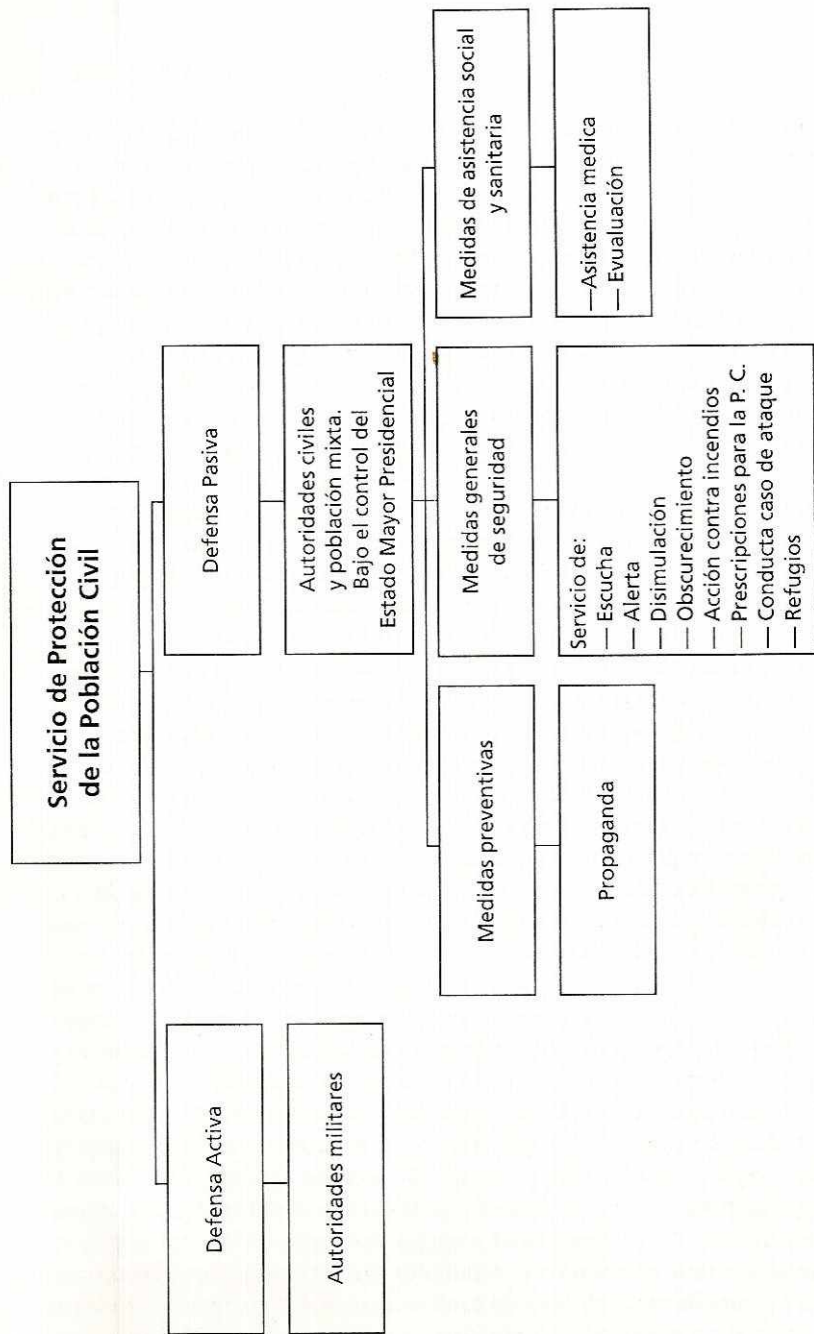 Servicio de Protección
de la Población Civil
Defensa Activa
Autoridades militares
Defensa Pasiva
Autoridades civiles
y población mixta.
Bajo el control del
Estado Mayor Presidencial
Medidas preventivas
Propaganda
Medidas generales
de seguridad
Servicio de:
— Escucha
— Alerta
— Disimulación
— Obscurecimiento
— Acción contra incendios
— Prescripciones para la P. C.
— Conducta caso de ataque
— Refugios
Medidas de asistencia social
y sanitaria
—Asistencia medica
— Evualuación